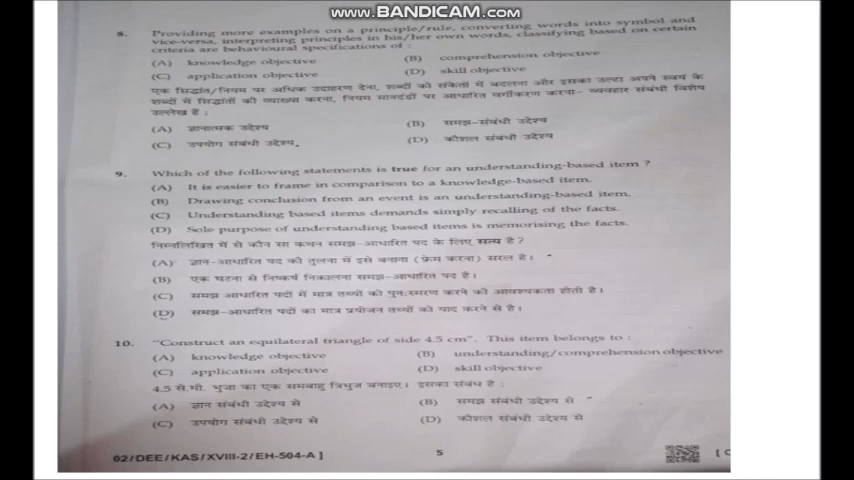 WWW.BANDICAM.COM
8. Providing more examples on a principle/rule, converting words into symbol and
vice-versa, interpreting principles in his/her own words, classifying based on certain
criteria are behavioural specifications of :
(A) knowledge objective (B) comprehension objective
(C) application objective (D) skill objective
एक सिद्धांत/नियम पर अधिक उदाहरण देना, शब्दों को संकेतों में बदलना और इसका उल्टा अपने स्वयं के
शब्दों में सिद्धांतों की व्याख्या करना, नियम मानदंडों पर आधारित वर्गीकरण करना- व्यवहार संबंधी विशेष
उल्लेख हैं :
(A) ज्ञानात्मक उदेश्य (B) समझ-संबंधी उदेश्य
(C) उपयोग संबंधी उदेश्य (D) कौशल संबंधी उदेश्य
9. Which of the following statements is true for an understanding-based item ?
(A) It is easier to frame in comparison to a knowledge-based item.
(B) Drawing conclusion from an event is an understanding-based item.
(C) Understanding based items demands simply recalling of the facts.
(D) Sole purpose of understanding based items is memorising the facts.
निम्नलिखित में से कौन सा कथन समझ-आधारित पद के लिए सत्य है?
(A) ज्ञान-आधारित पद की तुलना में इसे बनाना (फ्रेम करना) सरल है।
(B) एक घटना से निष्कर्ष निकालना समझ-आधारित पद है।
(C) समझ आधारित पदों में मात्र तथ्यों को पुनःस्मरण करने की आवश्यकता होती है।
(D) समझ-आधारित पदों का मात्र प्रयोजन तथ्यों को याद करने से है।
10. "Construct an equilateral triangle of side 4.5 cm". This item belongs to :
(A) knowledge objective (B) understanding/comprehension objective
(C) application objective (D) skill objective
4.5 से.मी. भुजा का एक समबाहु त्रिभुज बनाइए। इसका संबंध है :
(A) ज्ञान संबंधी उदेश्य से (B) समझ संबंधी उदेश्य से
(C) उपयोग संबंधी उदेश्य से (D) कौशल संबंधी उदेश्य से
02/DEE/KAS/XVIII-2/EH-504-A ] 5 [